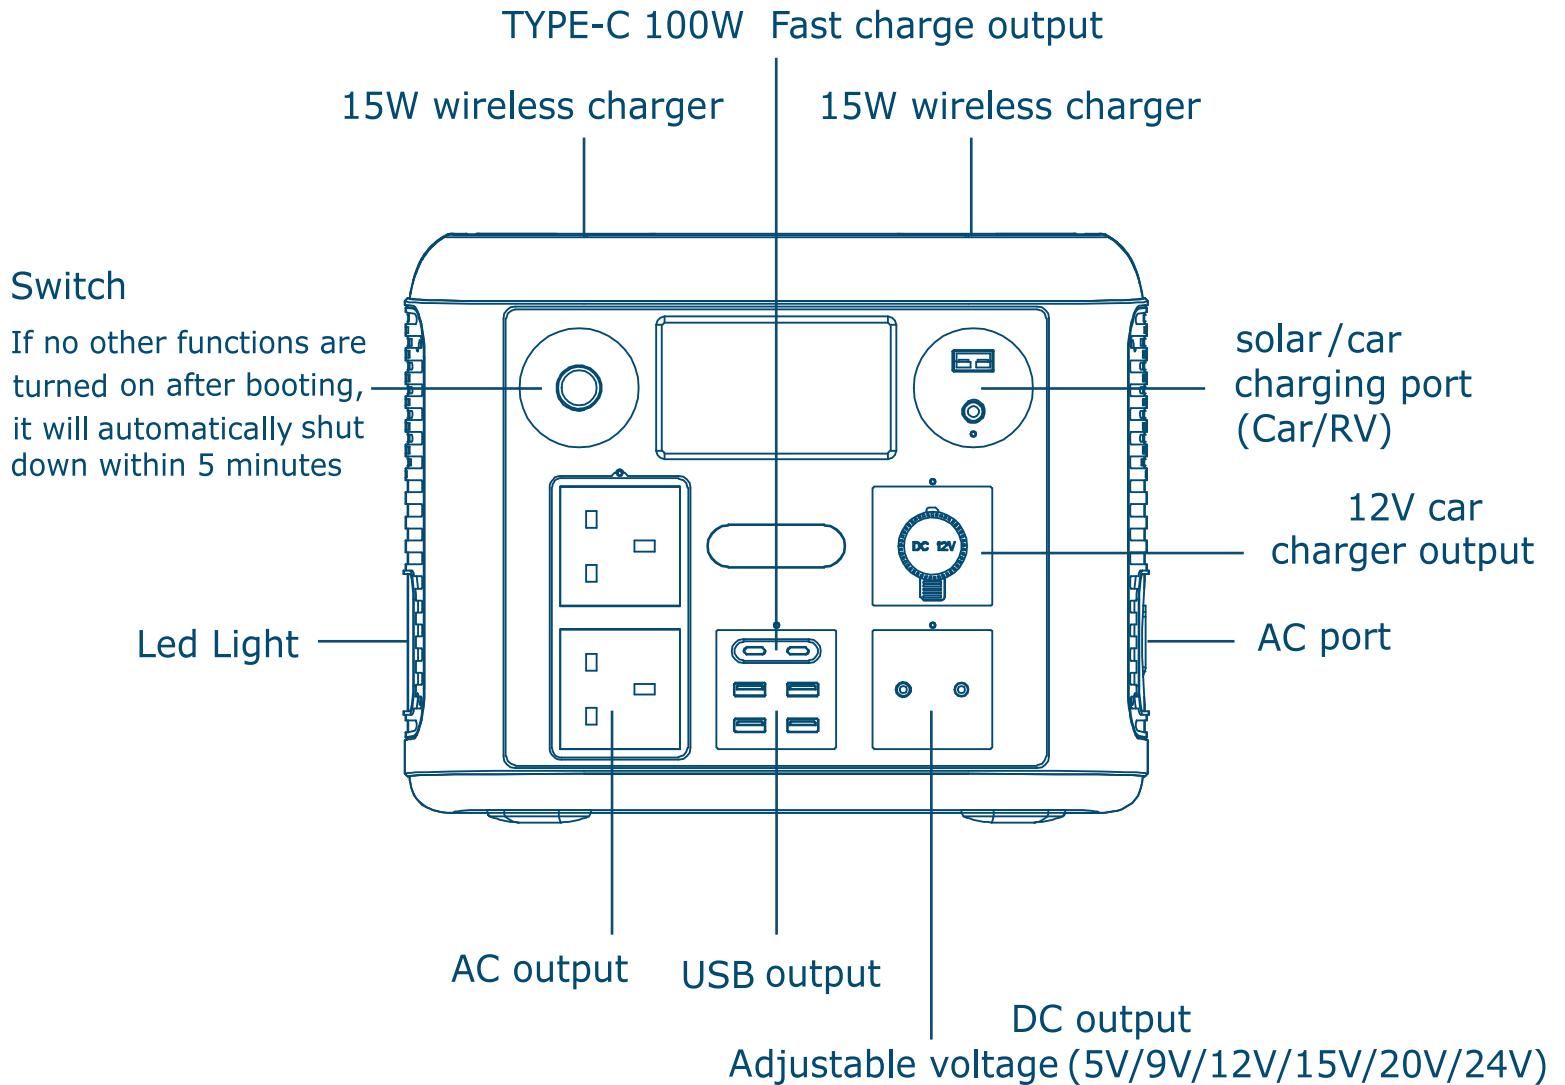 TYPE-C 100W Fast charge output
15W wireless charger
15W wireless charger
Switch
If no other functions are
turned on after booting,
it will automatically shut
down within 5 minutes
solar/car
charging port
(Car/RV)
12V car
charger output
DC 12V
Led Light
AC port
AC output
USB output
DC output
Adjustable voltage (5V/9V/12V/15V/20V/24V)